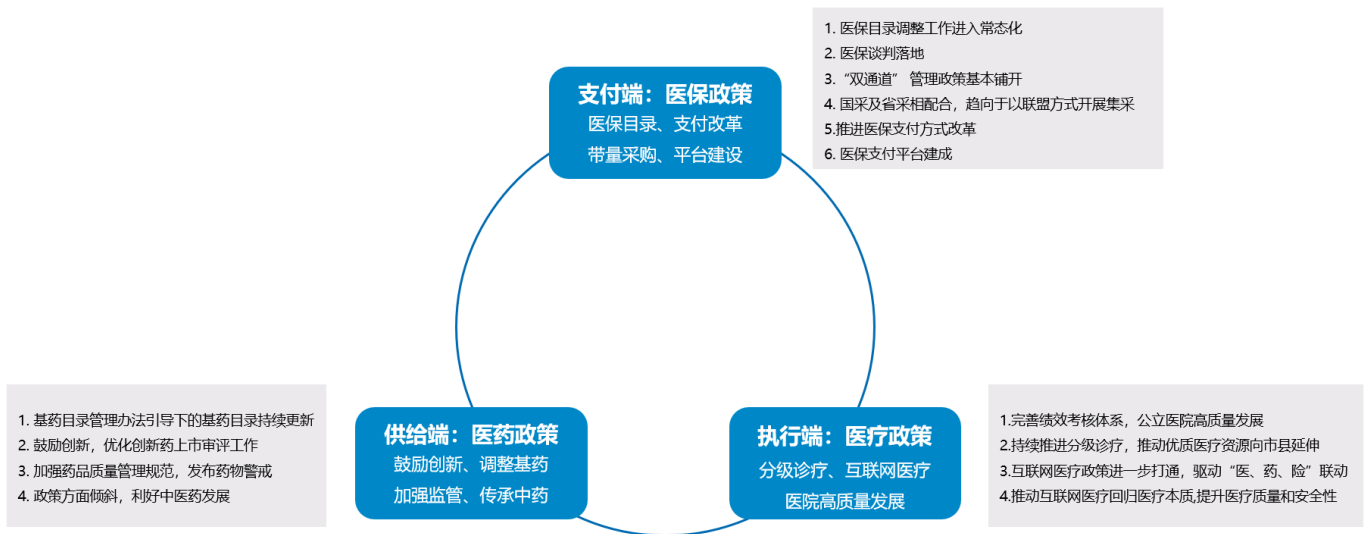 支付端：医保政策
医保目录、支付改革
带量采购、平台建设
1. 医保目录调整工作进入常态化
2. 医保谈判落地
3. “双通道” 管理政策基本铺开
4. 国采及省采相配合，趋向于以联盟方式开展集采
5.推进医保支付方式改革
6. 医保支付平台建成
1. 基药目录管理办法引导下的基药目录持续更新
2. 鼓励创新，优化创新药上市审评工作
3. 加强药品质量管理规范，发布药物警戒
4. 政策方面倾斜，利好中医药发展
供给端：医药政策
鼓励创新、调整基药
加强监管、传承中药
执行端：医疗政策
分级诊疗、互联网医疗
医院高质量发展
1.完善绩效考核体系，公立医院高质量发展
2.持续推进分级诊疗，推动优质医疗资源向市县延伸
3.互联网医疗政策进一步打通，驱动“医、药、险”联动
4.推动互联网医疗回归医疗本质,提升医疗质量和安全性